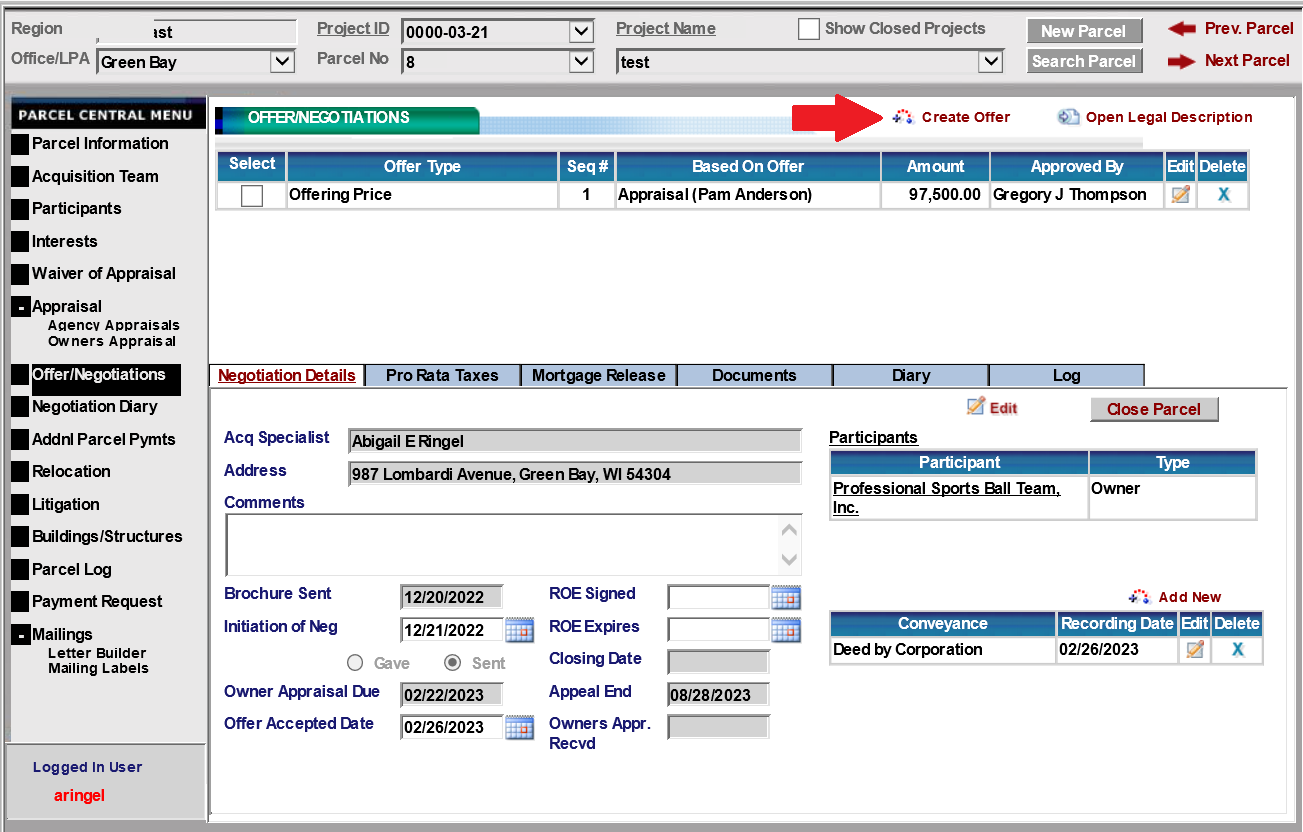 Region ast Project ID 0000-03-21 Project Name Show Closed Projects New Parcel Prev. Parcel
Office/LPA Green Bay Parcel No 8 test Search Parcel Next Parcel
PARCEL CENTRAL MENU
Parcel Information
Acquisition Team
Participants
Interests
Waiver of Appraisal
- Appraisal
Agency Appraisals
Owners Appraisal
Offer/Negotiations
Negotiation Diary
Addnl Parcel Pymts
Relocation
Litigation
Buildings/Structures
Parcel Log
Payment Request
- Mailings
Letter Builder
Mailing Labels
Logged In User
aringel
OFFER/NEGOTIATIONS Create Offer Open Legal Description
Select Offer Type Seq # Based On Offer Amount Approved By Edit Delete
Offering Price 1 Appraisal (Pam Anderson) 97,500.00 Gregory J Thompson X
Negotiation Details Pro Rata Taxes Mortgage Release Documents Diary Log
Edit Close Parcel
Acq Specialist Abigail E Ringel
Address 987 Lombardi Avenue, Green Bay, WI 54304
Comments
Brochure Sent 12/20/2022 ROE Signed
Initiation of Neg 12/21/2022 ROE Expires
Gave Sent Closing Date
Owner Appraisal Due 02/22/2023 Appeal End 08/28/2023
Offer Accepted Date 02/26/2023 Owners Appr.
Recvd
Participants
Participant Type
Professional Sports Ball Team, Owner
Inc.
Add New
Conveyance Recording Date Edit Delete
Deed by Corporation 02/26/2023 X